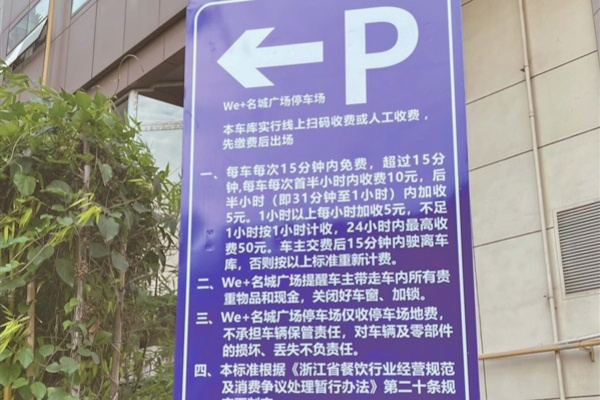 P
We+名城广场停车场
本车库实行线上扫码收费或人工收费，
先缴费后出场
一、每车每次15分钟内免费，超过15分
钟,每车每次首半小时内收费10元，后
半小时（即31分钟至1小时）内加收
5元。1小时以上每小时加收5元，不足
1小时按1小时计收，24小时内最高收
费50元。车主交费后15分钟内驶离车
库，否则按以上标准重新计费。
二、We+名城广场提醒车主带走车内所有贵
重物品和现金，关闭好车窗、加锁。
三、We+名城广场停车场仅收停车场地费，
不承担车辆保管责任，对车辆及零部件
的损坏、丢失不负责任。
四、本标准根据《浙江省餐饮行业经营规范
及消费争议处理暂行办法》第二十条规